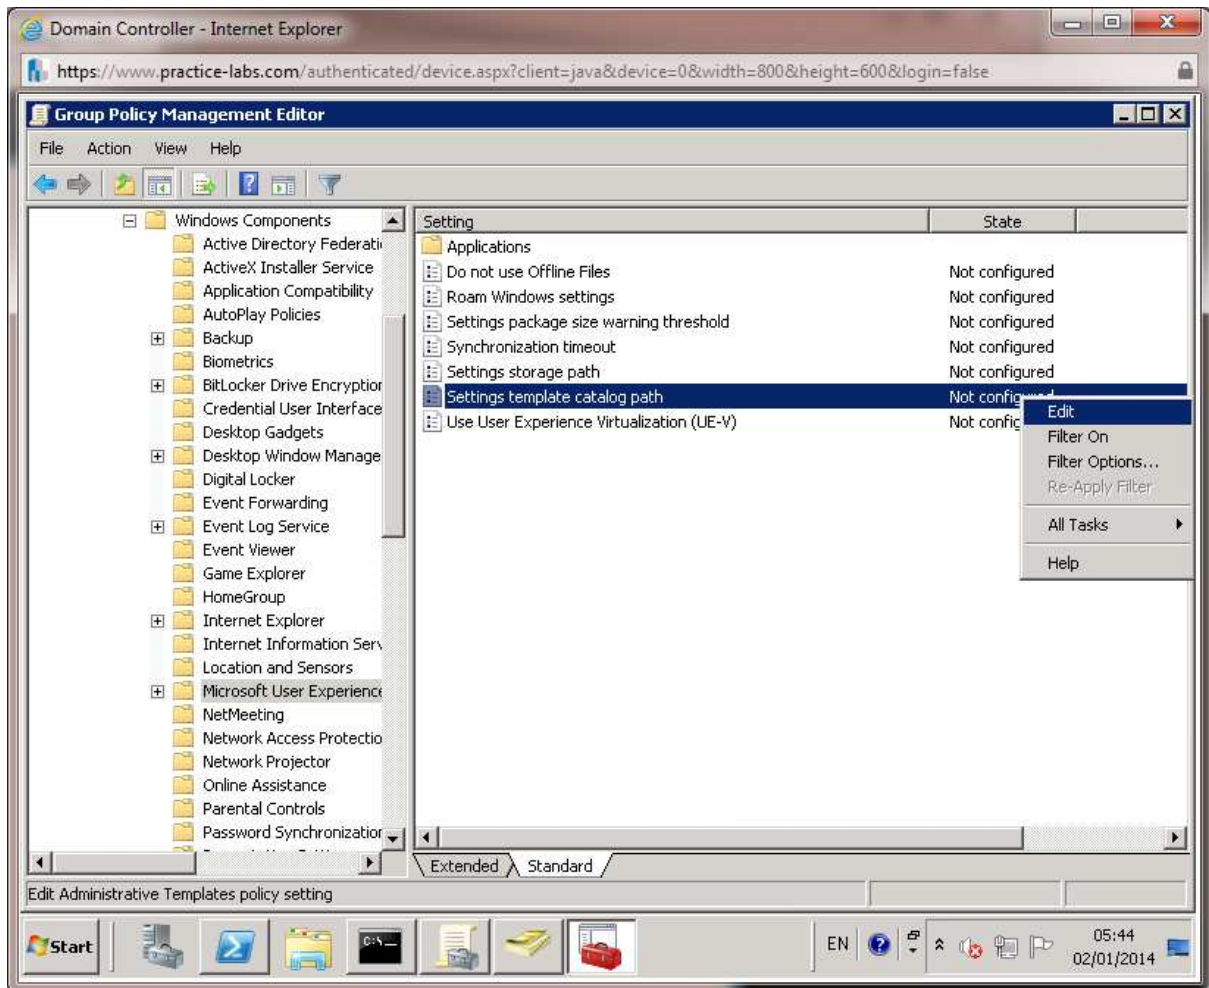 Domain Controller - Internet Explorer
https://www.practice-labs.com/authenticated/device.aspx?client=java&device=0&width=800&height=600&login=false
Group Policy Management Editor
File Action View Help
Windows Components
Active Directory Federati
ActiveX Installer Service
Application Compatibility
AutoPlay Policies
Backup
Biometrics
BitLocker Drive Encryption
Credential User Interface
Desktop Gadgets
Desktop Window Manage
Digital Locker
Event Forwarding
Event Log Service
Event Viewer
Game Explorer
HomeGroup
Internet Explorer
Internet Information Serv
Location and Sensors
Microsoft User Experience
NetMeeting
Network Access Protectio
Network Projector
Online Assistance
Parental Controls
Password Synchronization
Setting State
Applications
Do not use Offline Files Not configured
Roam Windows settings Not configured
Settings package size warning threshold Not configured
Synchronization timeout Not configured
Settings storage path Not configured
Settings template catalog path Not configured
Use User Experience Virtualization (UE-V) Not config
Edit
Filter On
Filter Options...
Re-Apply Filter
All Tasks
Help
Extended Standard
Edit Administrative Templates policy setting
Start
C:\
EN
05:44
02/01/2014